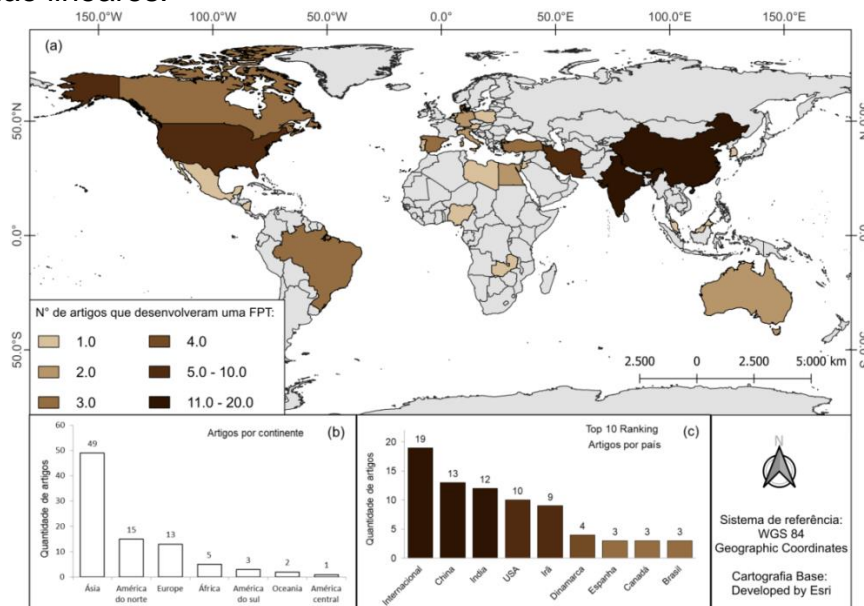 150.0°W 100.0°W 50.0°W 0.0° 50.0°E 100.0°E 150.0°E
(a)
50.0°N
0.0°
50.0°S
N° de artigos que desenvolveram uma FPT:
1.0 4.0
2.0 5.0 - 10.0
3.0 11.0 - 20.0
2.500 0 2.500 5.000 km
Artigos por continente (b)
Quantidade de artigos
60
50
40
30
20
10
0
49 15 13 5 3 2 1
Ásia América do norte Europe África América do sul Oceania América central
Top 10 Ranking (c)
Artigos por país
Quantidade de artigos
20
15
10
5
0
19 13 12 10 9 4 3 3 3
Internacional China India USA Irã Dinamarca Espanha Canadá Brasil
N
Sistema de referência:
WGS 84
Geographic Coordinates
Cartografia Base:
Developed by Esri